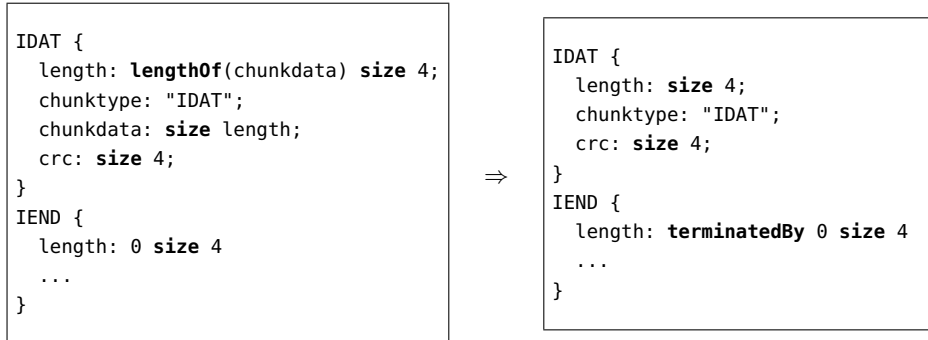 IDAT {
length: lengthOf(chunkdata) size 4;
chunktype: "IDAT";
chunkdata: size length;
crc: size 4;
}
IEND {
length: 0 size 4
...
}
⇒
IDAT {
length: size 4;
chunktype: "IDAT";
crc: size 4;
}
IEND {
length: terminatedBy 0 size 4
...
}